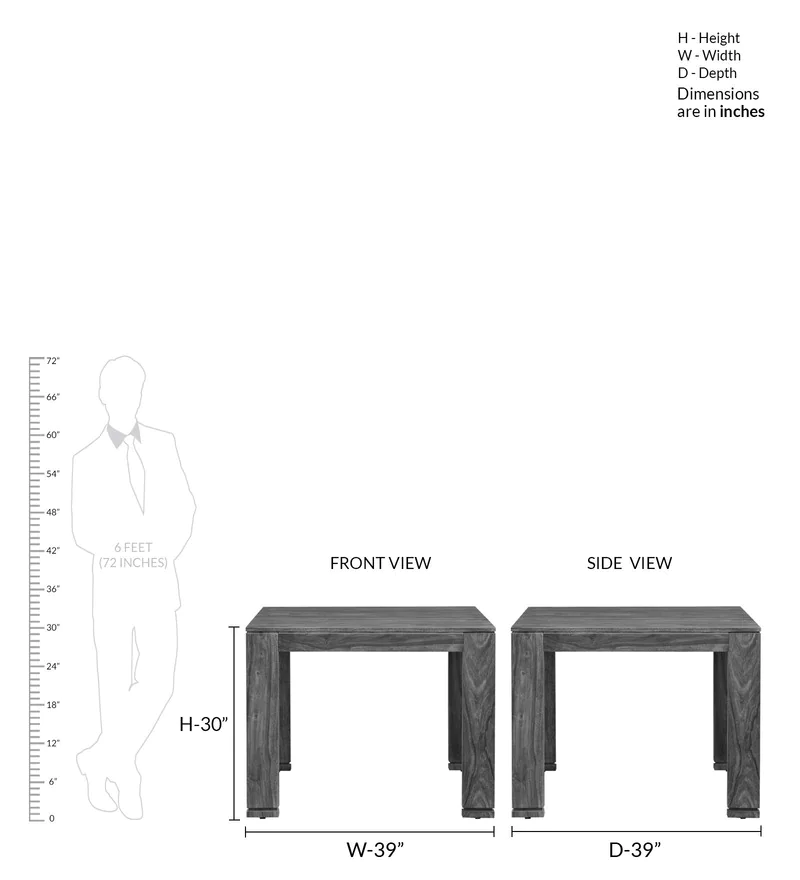 H - Height
W - Width
D - Depth
Dimensions
are in inches
72”
66”
60”
54”
48”
42”
36”
30”
24”
18”
12”
6”
0
6 FEET
(72 INCHES)
FRONT VIEW
SIDE VIEW
H-30”
W-39”
D-39”